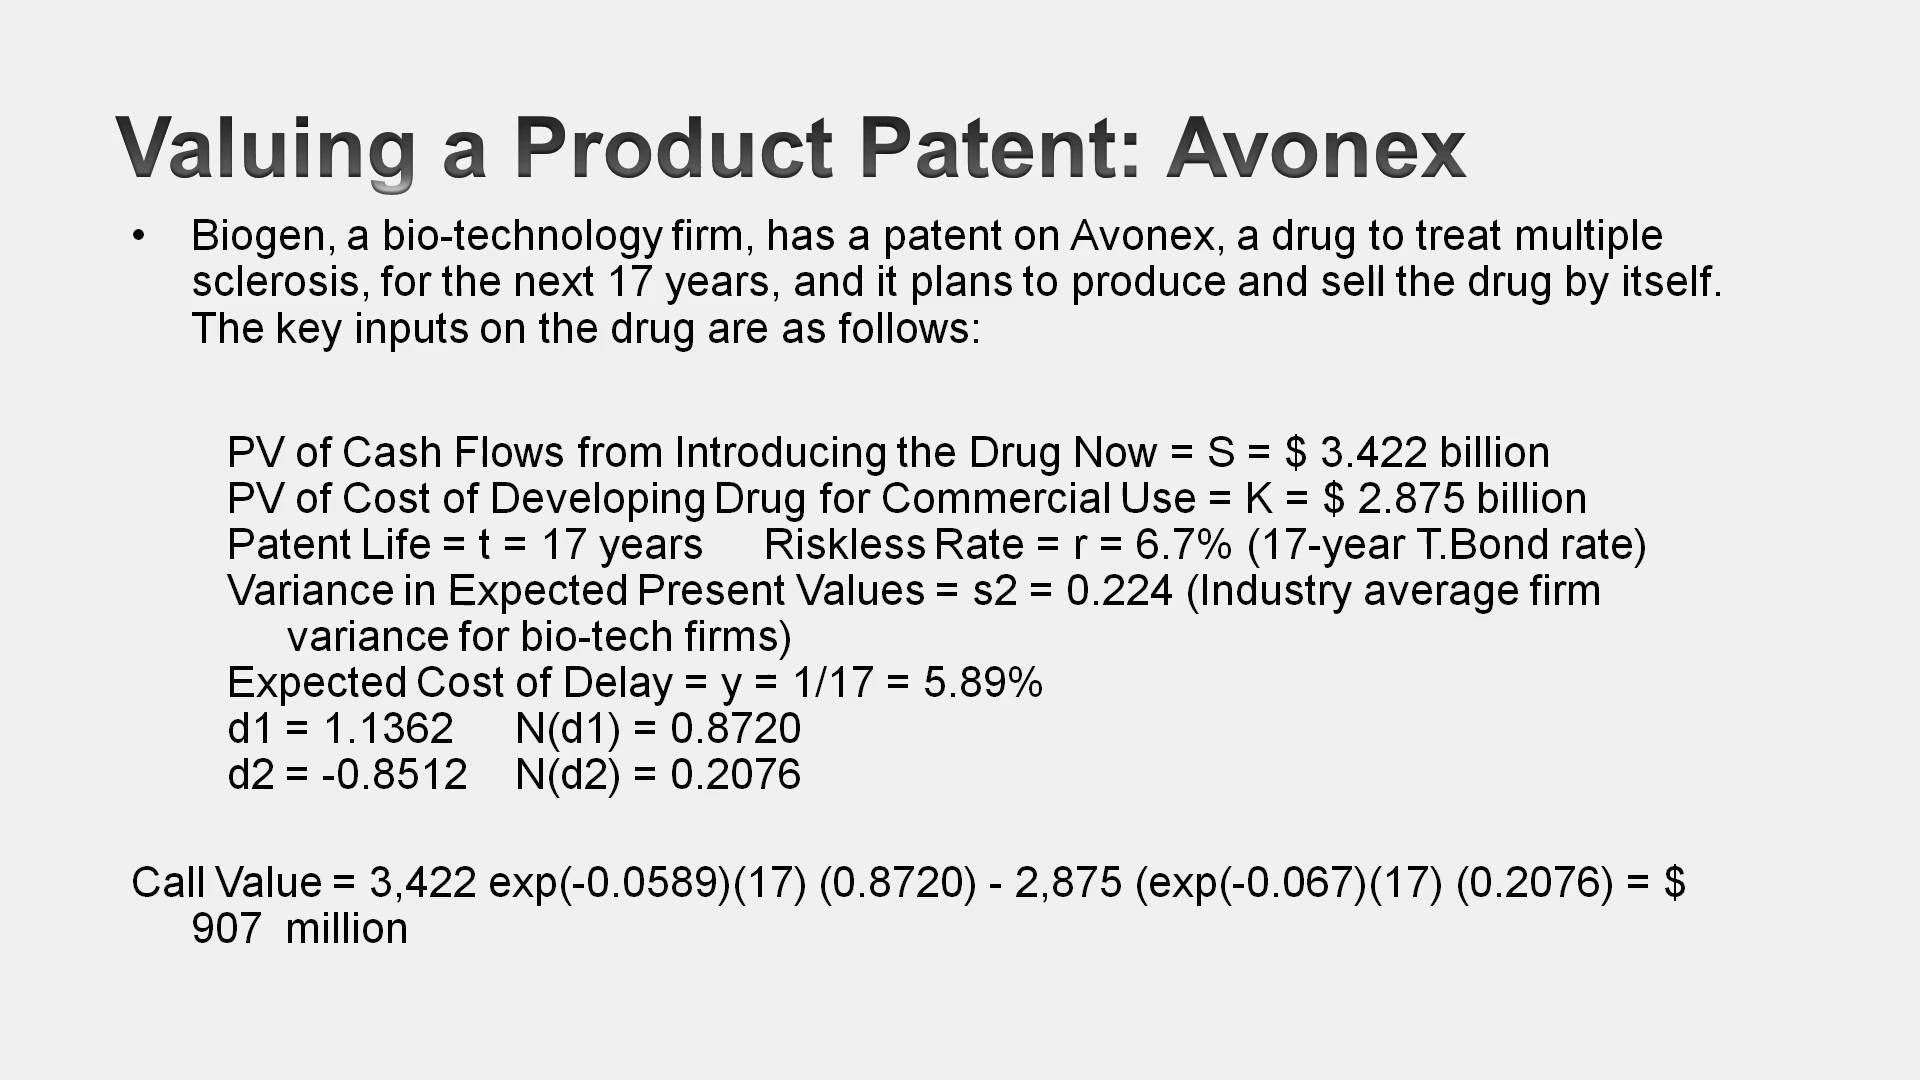 Valuing a Product Patent: Avonex
• Biogen, a bio-technology firm, has a patent on Avonex, a drug to treat multiple
sclerosis, for the next 17 years, and it plans to produce and sell the drug by itself.
The key inputs on the drug are as follows:
PV of Cash Flows from Introducing the Drug Now = S = $ 3.422 billion
PV of Cost of Developing Drug for Commercial Use = K = $ 2.875 billion
Patent Life = t = 17 years Riskless Rate = r = 6.7% (17-year T.Bond rate)
Variance in Expected Present Values = s2 = 0.224 (Industry average firm
variance for bio-tech firms)
Expected Cost of Delay = y = 1/17 = 5.89%
d1 = 1.1362 N(d1) = 0.8720
d2 = -0.8512 N(d2) = 0.2076
Call Value = 3,422 exp(-0.0589)(17) (0.8720) - 2,875 (exp(-0.067)(17) (0.2076) = $
907 million